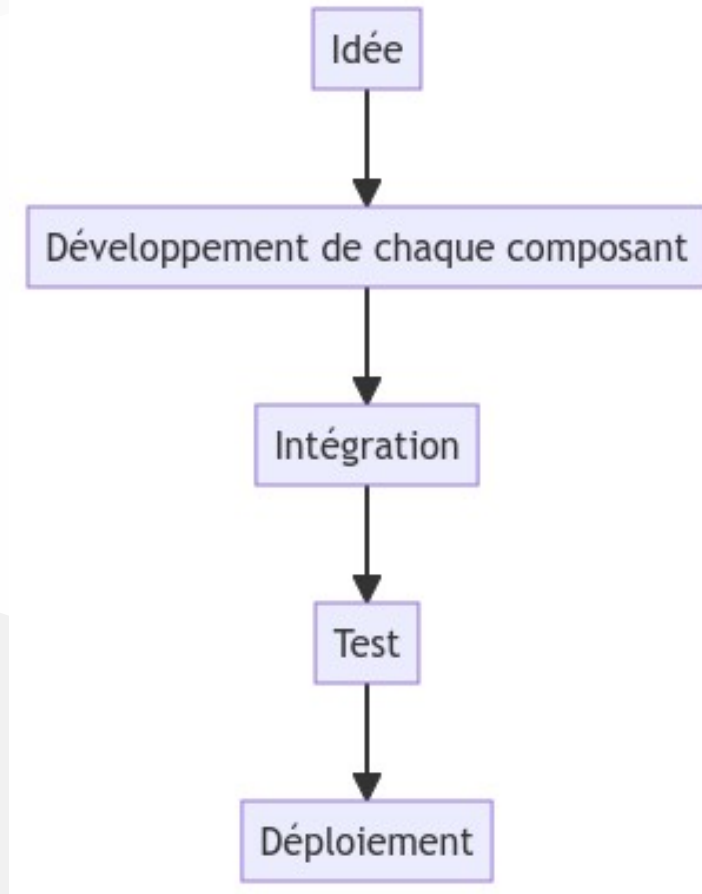 Idée
Développement de chaque composant
Intégration
Test
Déploiement